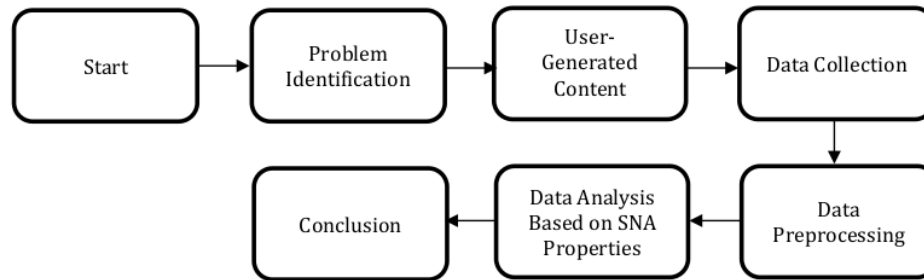 Start
Problem
Identification
User-
Generated
Content
Data Collection
Data
Preprocessing
Data Analysis
Based on SNA
Properties
Conclusion